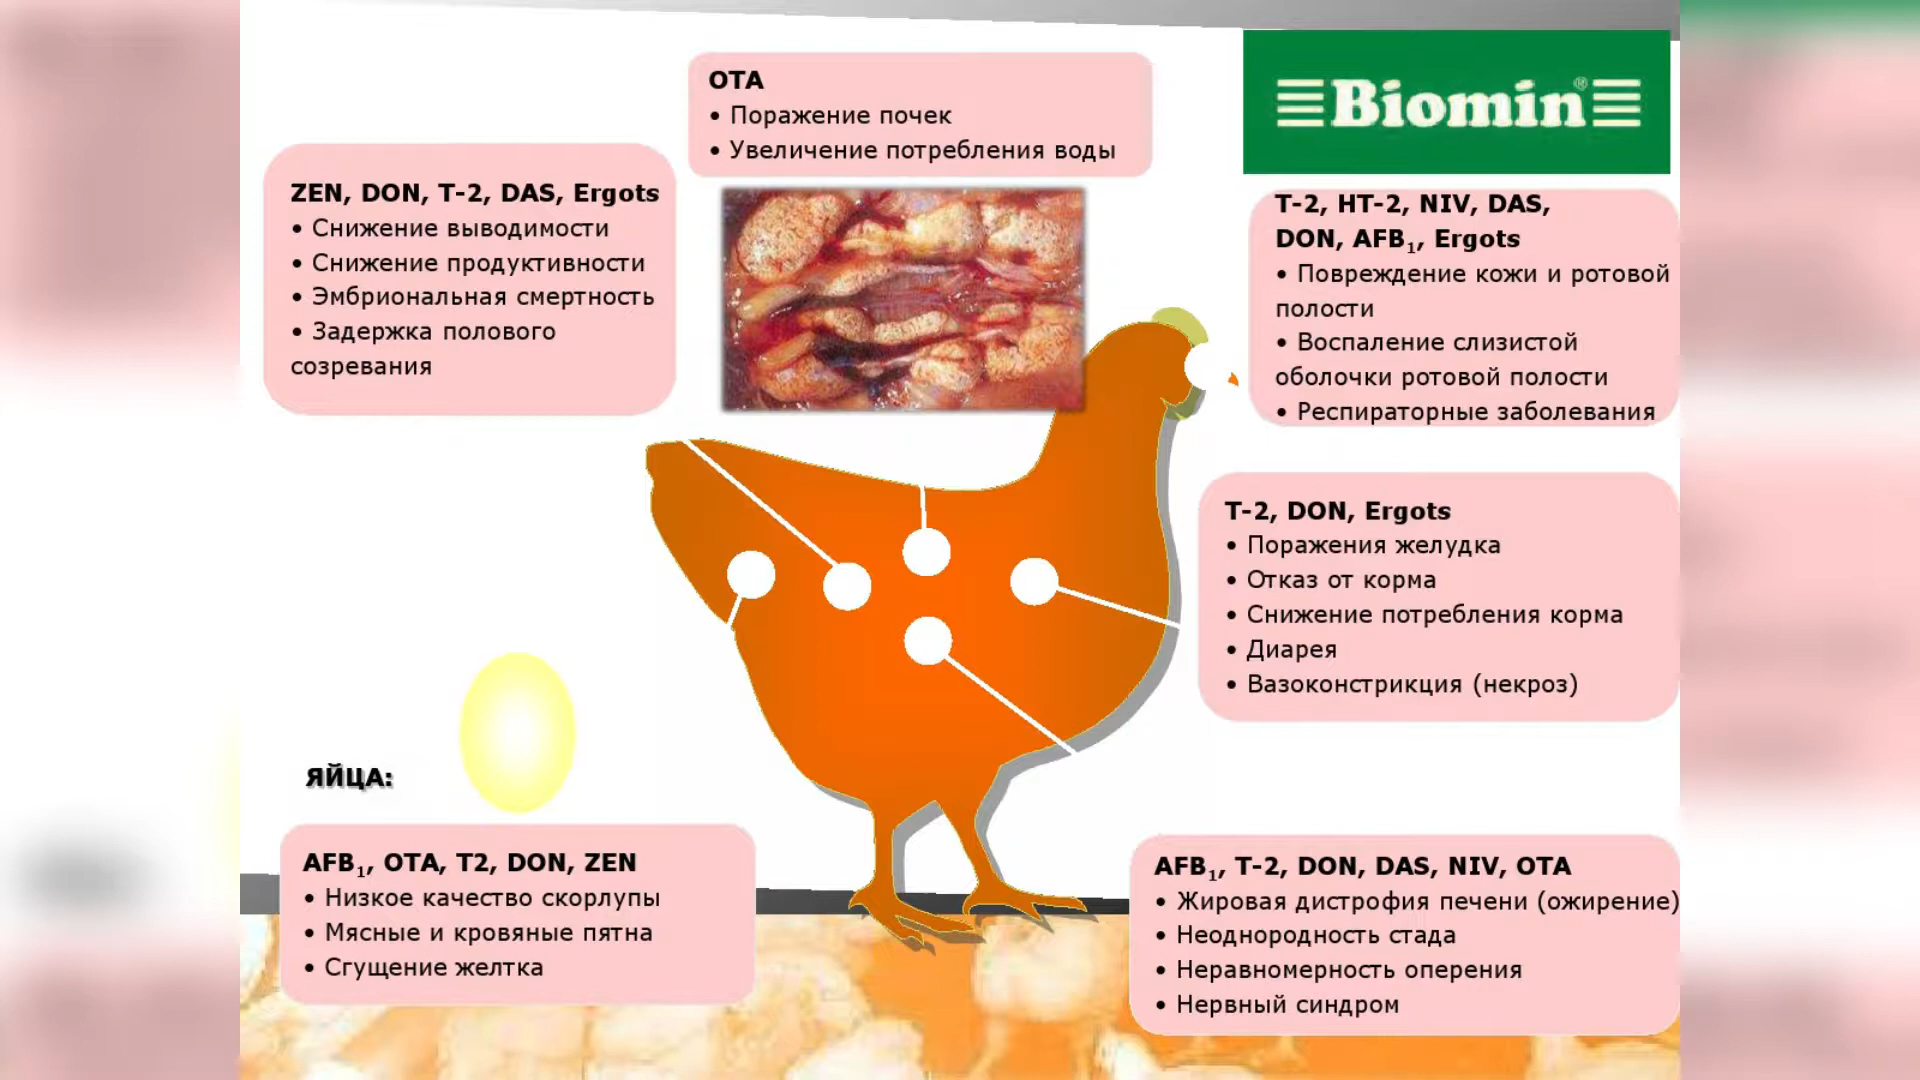 OTA
• Поражение почек
• Увеличение потребления воды
Biomin®
ZEN, DON, T-2, DAS, Ergots
• Снижение выводимости
• Снижение продуктивности
• Эмбриональная смертность
• Задержка полового
созревания
T-2, HT-2, NIV, DAS,
DON, AFB₁, Ergots
• Повреждение кожи и ротовой
полости
• Воспаление слизистой
оболочки ротовой полости
• Респираторные заболевания
T-2, DON, Ergots
• Поражения желудка
• Отказ от корма
• Снижение потребления корма
• Диарея
• Вазоконстрикция (некроз)
ЯЙЦА:
AFB₁, OTA, T2, DON, ZEN
• Низкое качество скорлупы
• Мясные и кровяные пятна
• Сгущение желтка
AFB₁, T-2, DON, DAS, NIV, OTA
• Жировая дистрофия печени (ожирение)
• Неоднородность стада
• Неравномерность оперения
• Нервный синдром